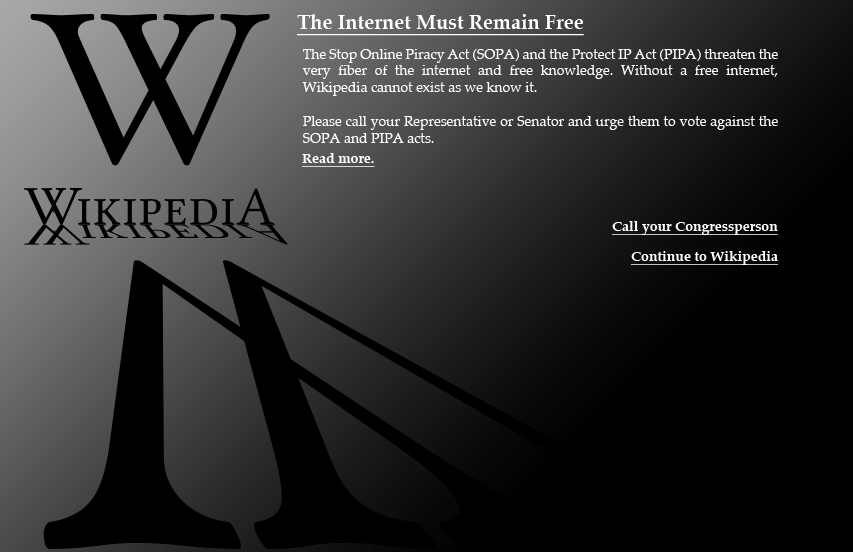 W
The Internet Must Remain Free
The Stop Online Piracy Act (SOPA) and the Protect IP Act (PIPA) threaten the
very fiber of the internet and free knowledge. Without a free internet,
Wikipedia cannot exist as we know it.
Please call your Representative or Senator and urge them to vote against the
SOPA and PIPA acts.
Read more.
WIKIPEDIA
Call your Congressperson
Continue to Wikipedia